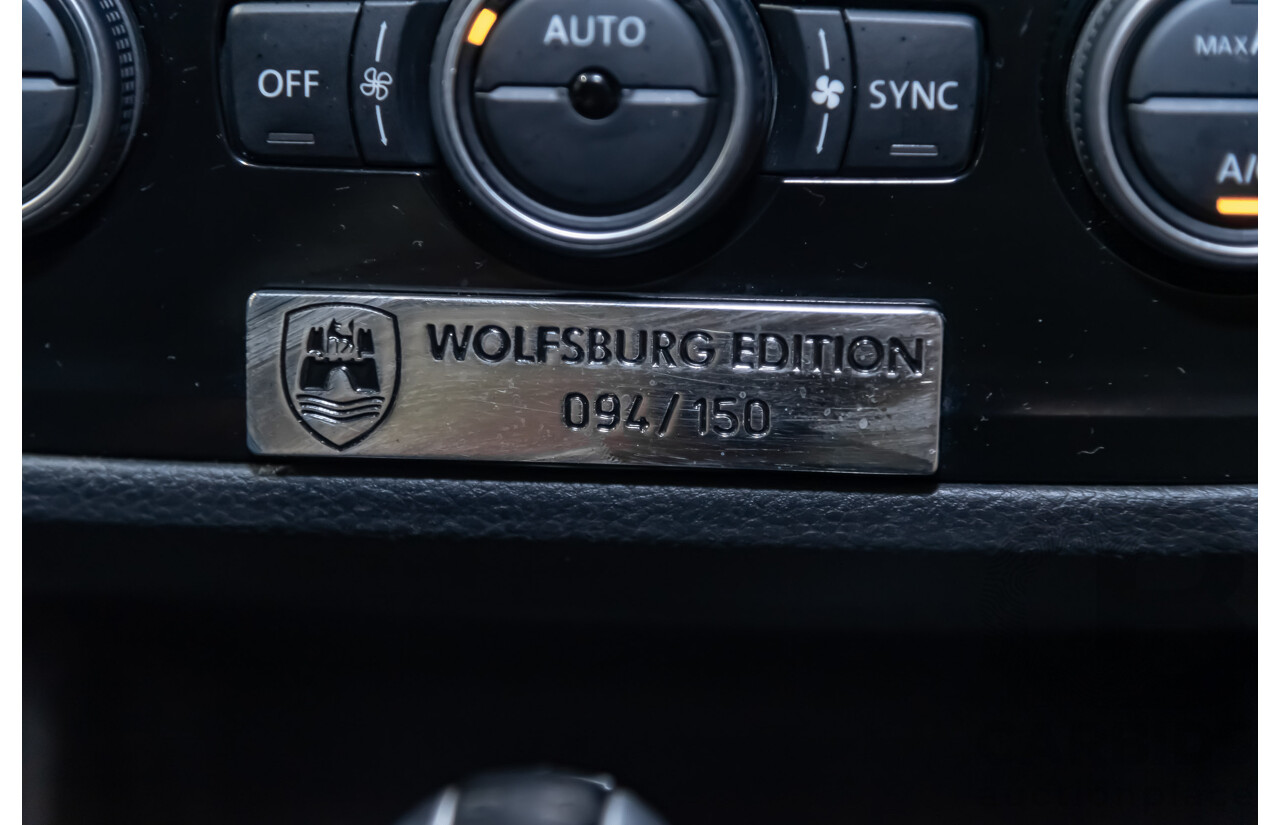 OFF
AUTO
SYNC
MAX
A/C
WOLFSBURG EDITION
094/150